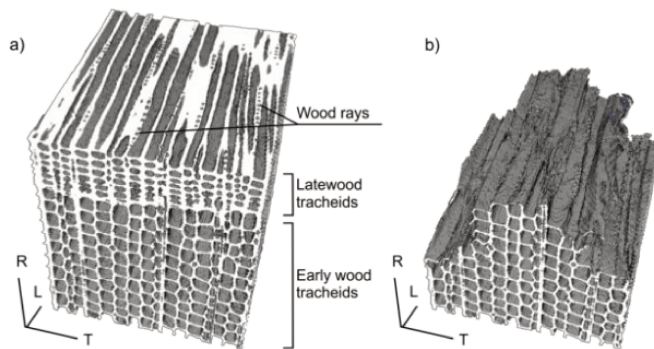 a)
b)
Wood rays
Latewood
tracheids
Early wood
tracheids
R
L
T
R
L
T